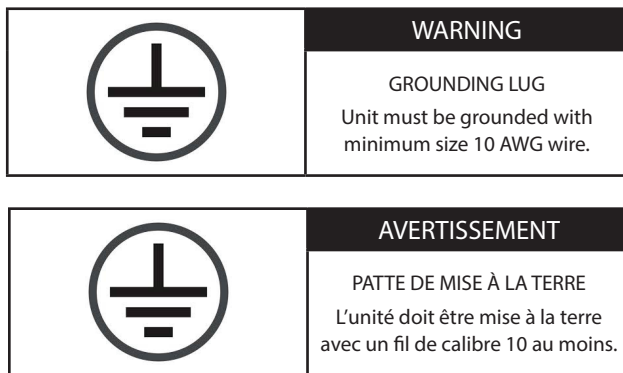 WARNING
GROUNDING LUG
Unit must be grounded with
minimum size 10 AWG wire.
AVERTISSEMENT
PATTE DE MISE À LA TERRE
L'unité doit être mise à la terre
avec un fil de calibre 10 au moins.